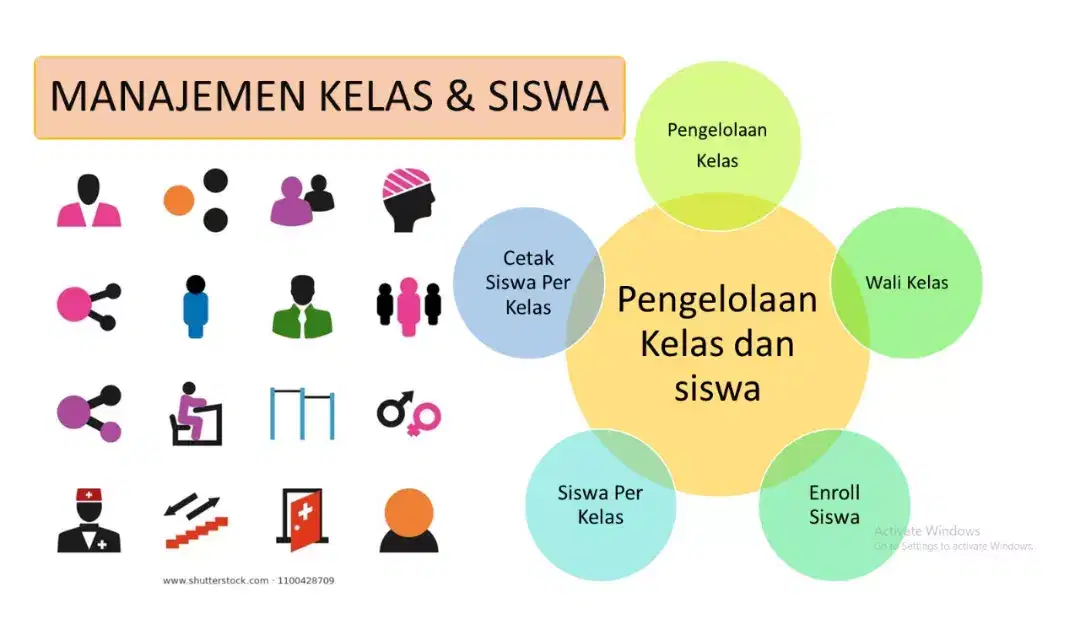 MANAJEMEN KELAS & SISWA
Pengelolaan
Kelas
Cetak
Siswa Per
Kelas
Pengelolaan
Kelas dan
siswa
Wali Kelas
Siswa Per
Kelas
Enroll
Siswa
Activate Windows
Go to Settings to activate Windows.
www.shutterstock.com · 1100428709